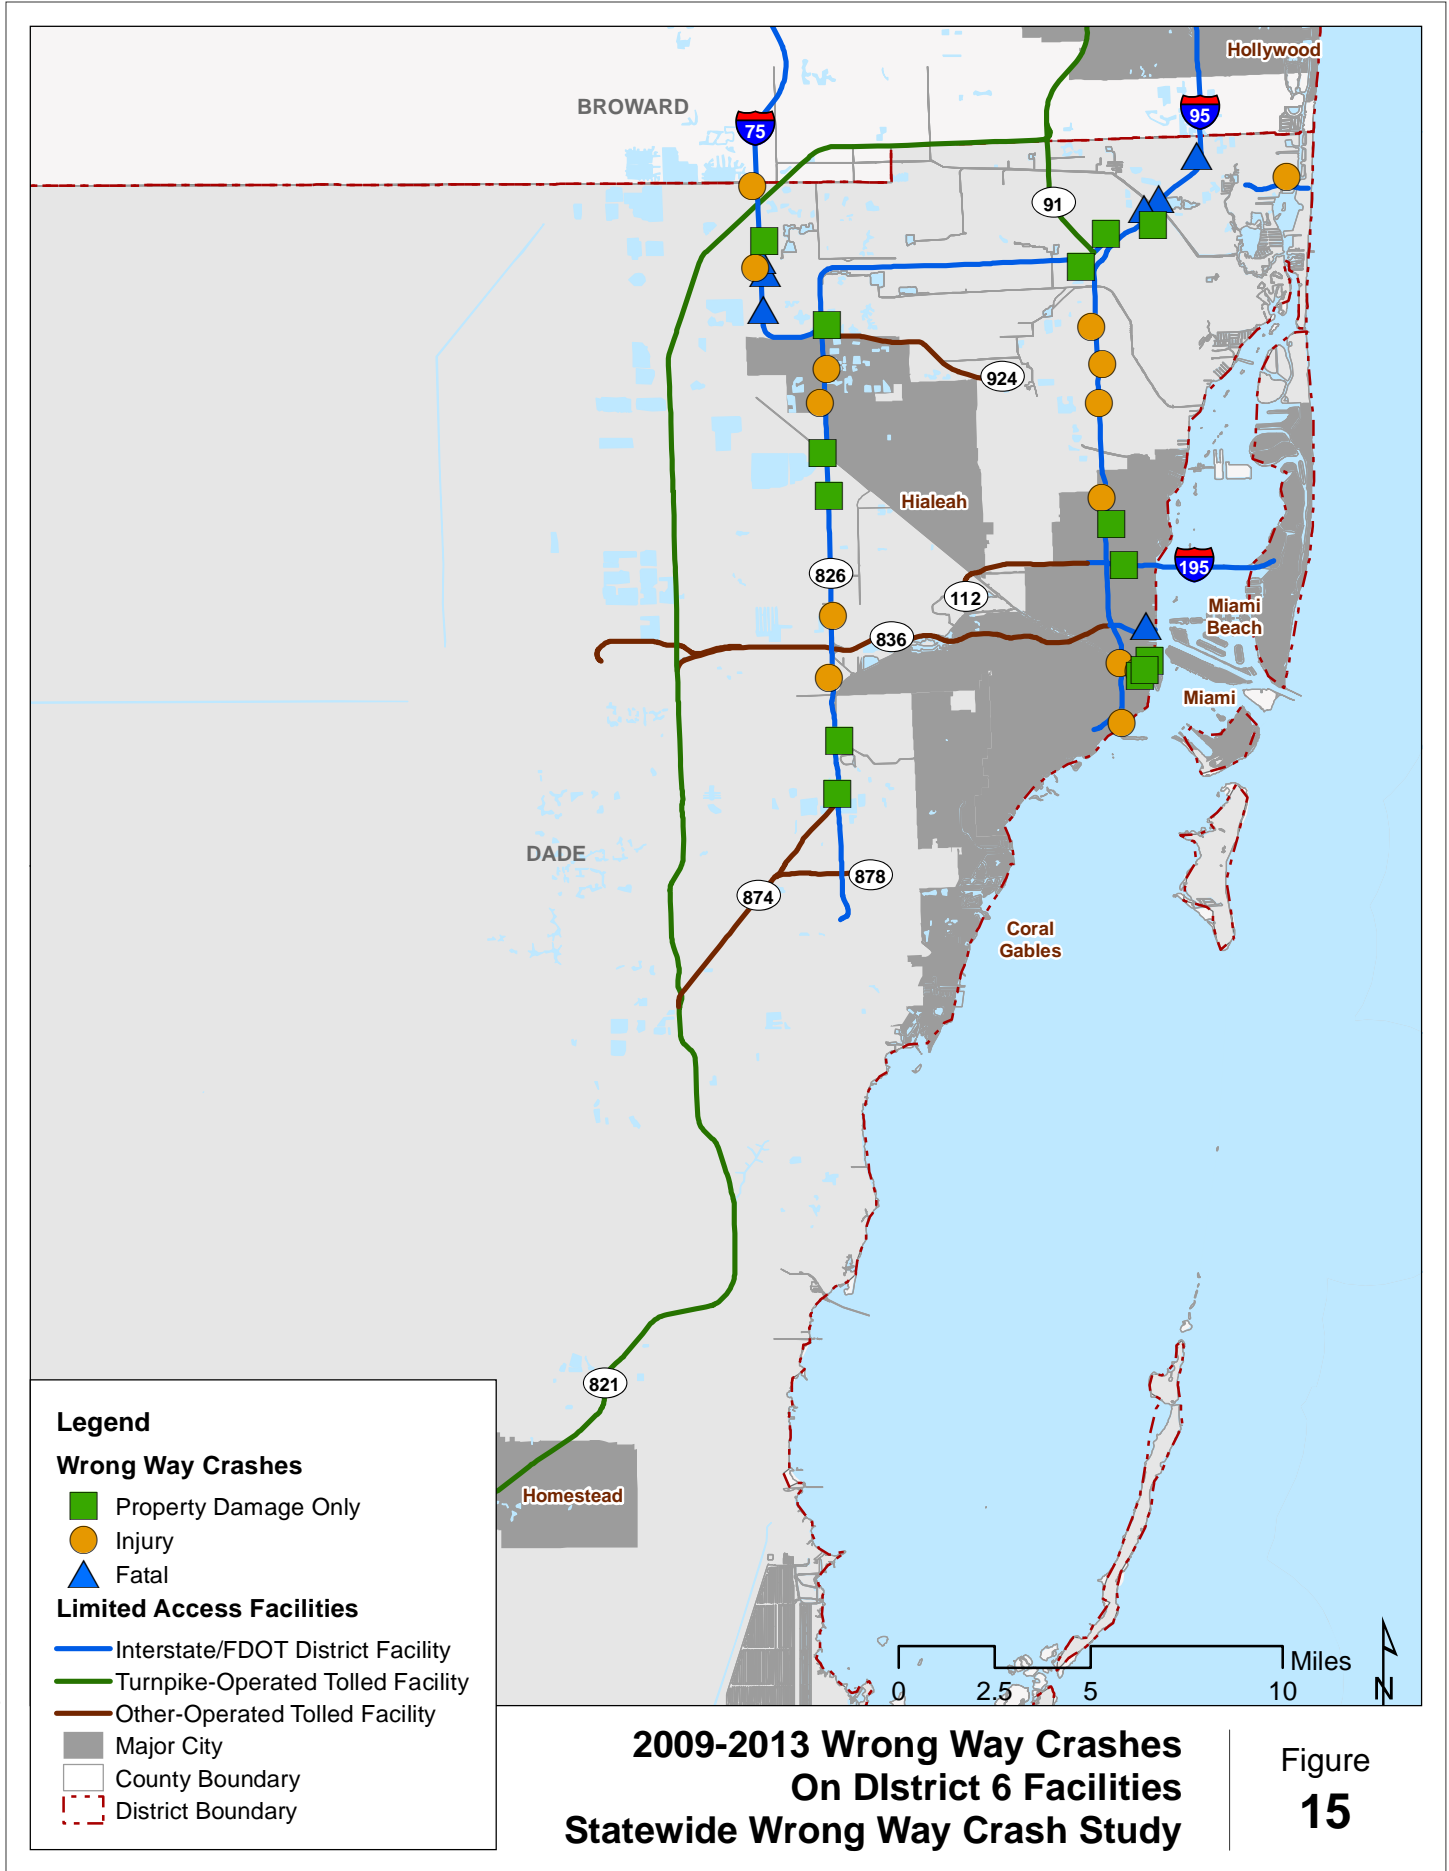 Hollywood
BROWARD
75
95
91
924
Hialeah
826
195
112
Miami
Beach
836
Miami
DADE
878
874
Coral
Gables
821
Homestead
Legend
Wrong Way Crashes
Property Damage Only
Injury
Fatal
Limited Access Facilities
Interstate/FDOT District Facility
Turnpike-Operated Tolled Facility
Other-Operated Tolled Facility
Major City
County Boundary
District Boundary
Miles
0 2.5 5 10
N
2009-2013 Wrong Way Crashes
On DIstrict 6 Facilities
Statewide Wrong Way Crash Study
Figure
15